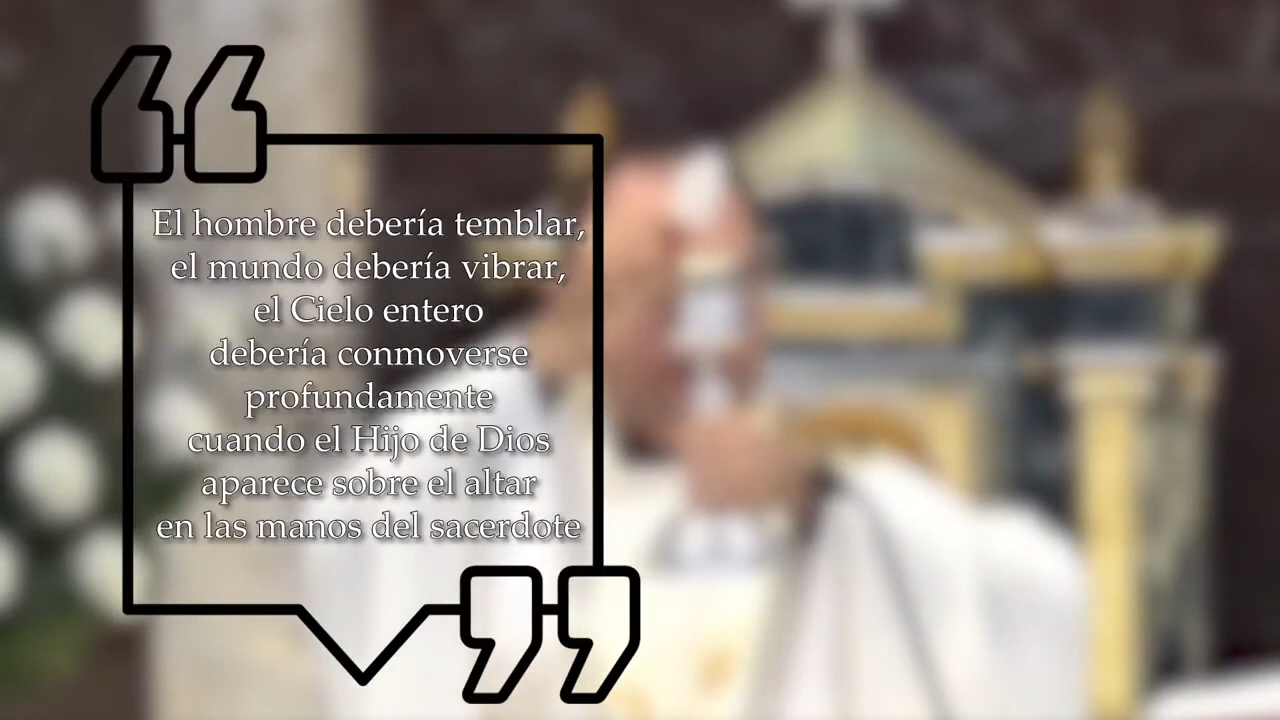 El hombre debería temblar,
el mundo debería vibrar,
el Cielo entero
debería conmoverse
profundamente
cuando el Hijo de Dios
aparece sobre el altar
en las manos del sacerdote